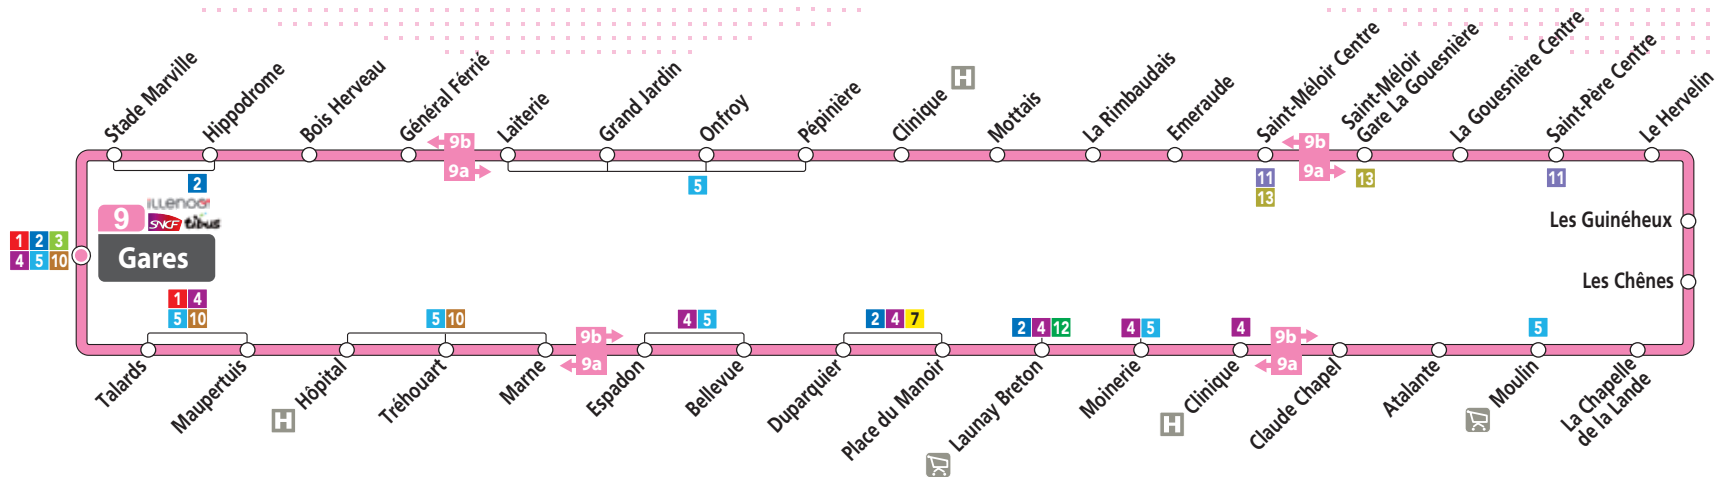 Stade Marville
Hippodrome
Bois Herveau
Général Férrié
Laiterie
Grand Jardin
Onfroy
Pépinière
Clinique H
Mottais
La Rimbaudais
Emeraude
Saint-Méloir Centre
Saint-Méloir
Gare La Gouesnière
La Gouesnière Centre
Saint-Père Centre
Le Hervelin
9b
9a
9b
9a
2
5
11
13
13
11
9
illenoo
SNCF tibus
Gares
1 2 3
4 5 10
Les Guinéheux
Les Chênes
1 4
5 10
5 10
9b
9a
4 5
2 4 7
2 4 12
4 5
4
9b
9a
5
Talards
Maupertuis
H Hôpital
Tréhouart
Marne
Espadon
Bellevue
Duparquier
Place du Manoir
Launay Breton
Moinerie
H Clinique
Claude Chapel
Atalante
Moulin
La Chapelle
de la Lande